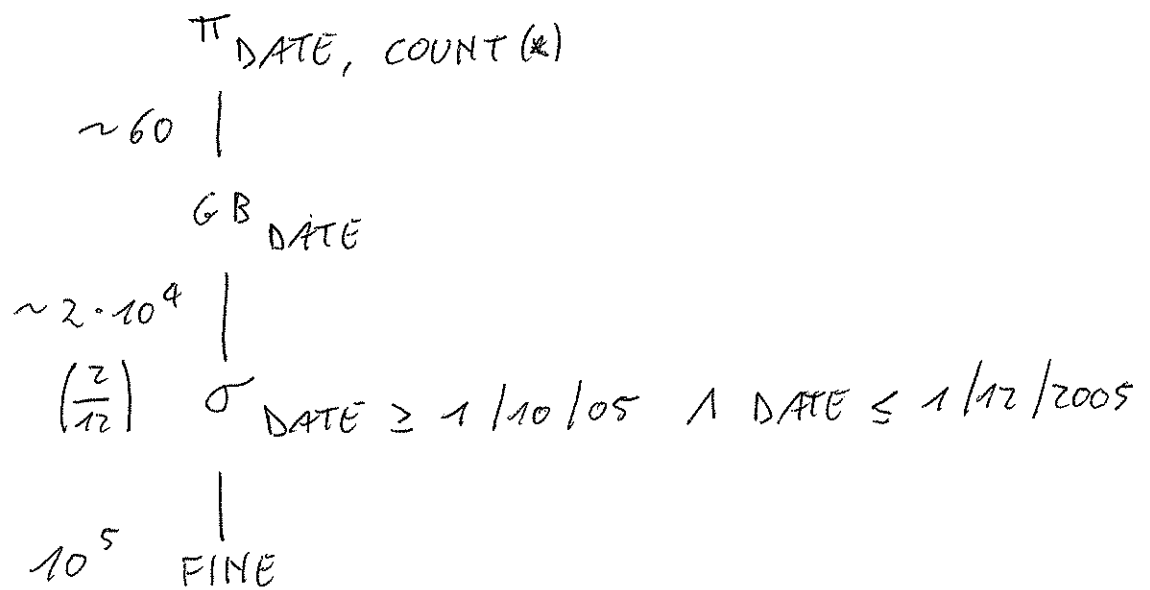 π DATE, COUNT (*)
~60
GB DATE
~2·10⁴
(2/12) σ DATE ≥ 1/10/05 ∧ DATE ≤ 1/12/2005
10⁵ FINE